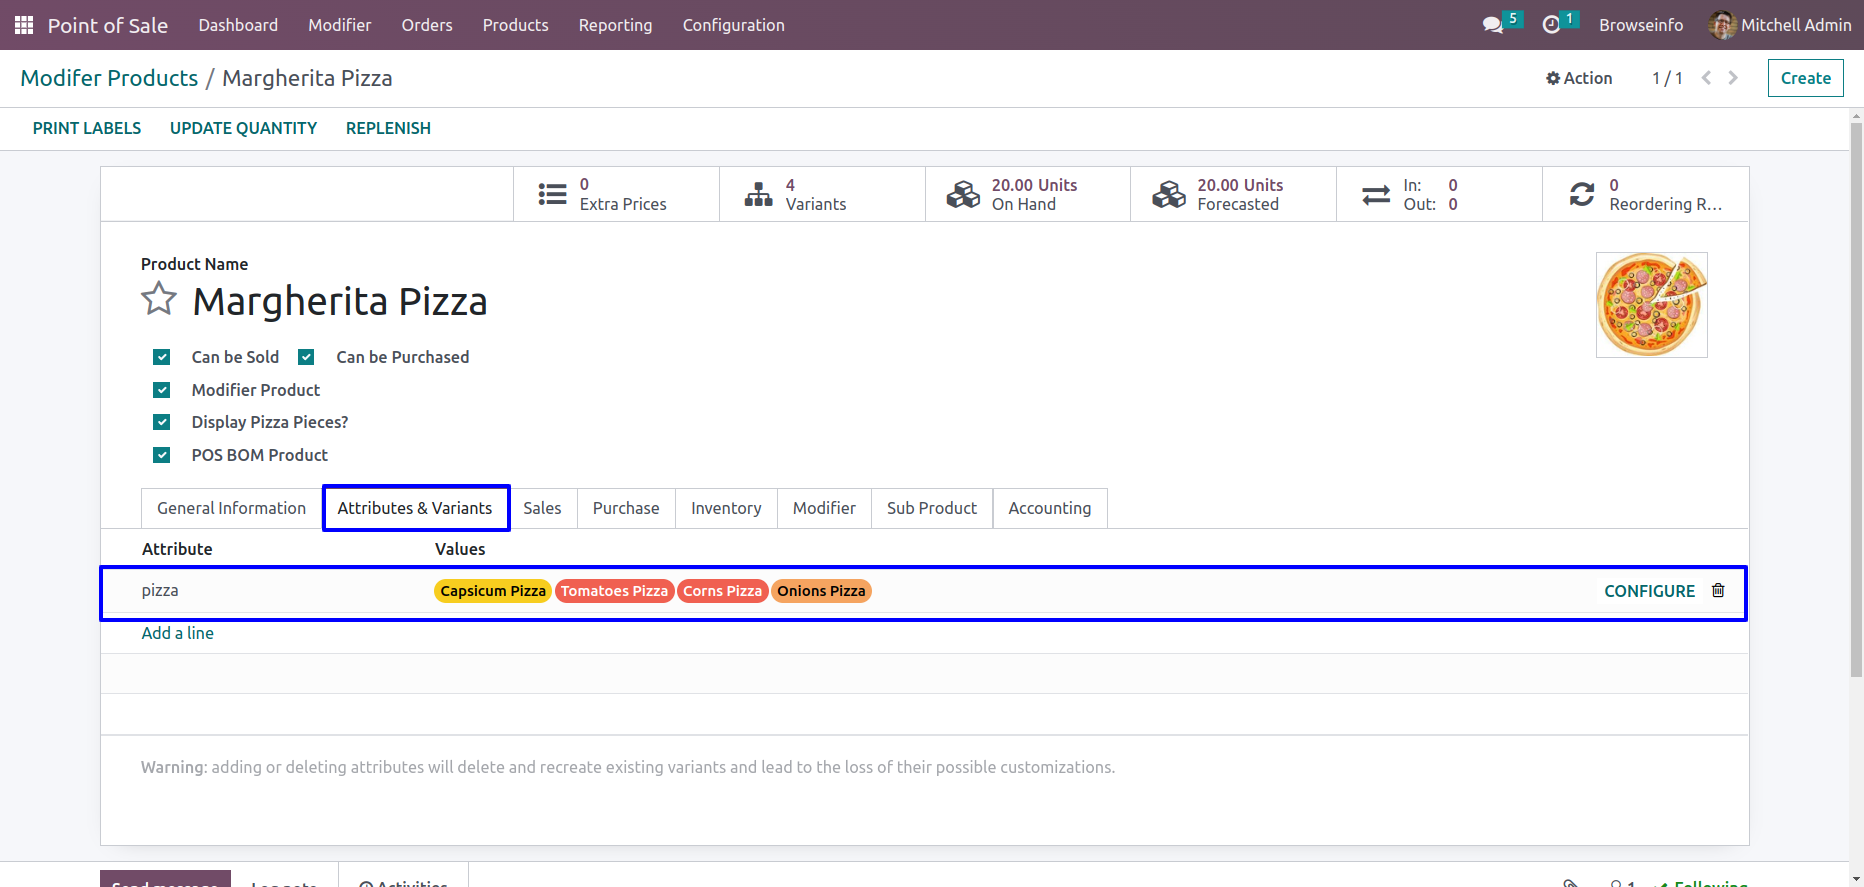 Point of Sale Dashboard Modifier Orders Products Reporting Configuration 5 1 Browseinfo Mitchell Admin
Modifer Products / Margherita Pizza Action 1 / 1 Create
PRINT LABELS UPDATE QUANTITY REPLENISH
0 4 20.00 Units 20.00 Units In: 0 0
Extra Prices Variants On Hand Forecasted Out: 0 Reordering R...
Product Name
Margherita Pizza
Can be Sold Can be Purchased
Modifier Product
Display Pizza Pieces?
POS BOM Product
General Information Attributes & Variants Sales Purchase Inventory Modifier Sub Product Accounting
Attribute Values
pizza Capsicum Pizza Tomatoes Pizza Corns Pizza Onions Pizza CONFIGURE
Add a line
Warning: adding or deleting attributes will delete and recreate existing variants and lead to the loss of their possible customizations.
Send message Log note Activities 1 Following